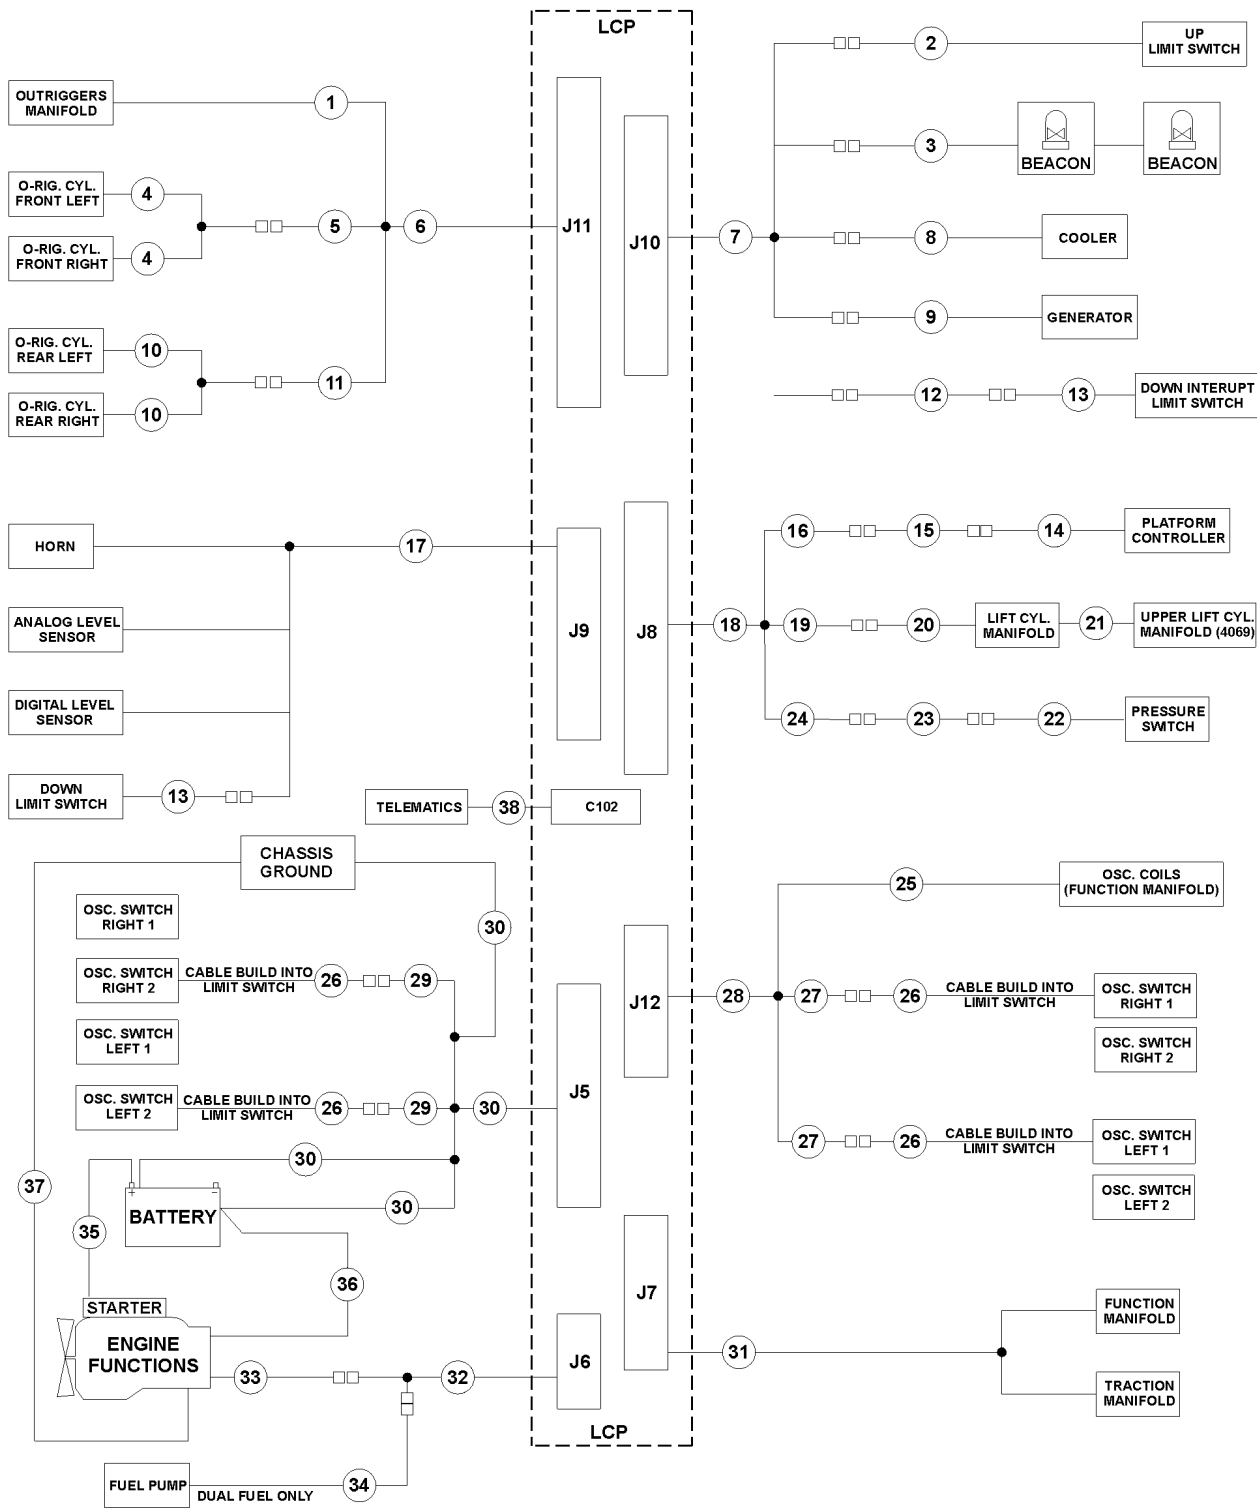 LCP
OUTRIGGERS
MANIFOLD
1
O-RIG. CYL.
FRONT LEFT
4
5
6
O-RIG. CYL.
FRONT RIGHT
4
O-RIG. CYL.
REAR LEFT
10
11
O-RIG. CYL.
REAR RIGHT
10
J11
J10
7
2
UP
LIMIT SWITCH
3
BEACON
BEACON
8
COOLER
9
GENERATOR
12
13
DOWN INTERUPT
LIMIT SWITCH
HORN
17
ANALOG LEVEL
SENSOR
DIGITAL LEVEL
SENSOR
DOWN
LIMIT SWITCH
13
J9
J8
18
16
15
14
PLATFORM
CONTROLLER
19
20
LIFT CYL.
MANIFOLD
21
UPPER LIFT CYL.
MANIFOLD (4069)
24
23
22
PRESSURE
SWITCH
TELEMATICS
38
C102
CHASSIS
GROUND
30
OSC. SWITCH
RIGHT 1
OSC. SWITCH
RIGHT 2
CABLE BUILD INTO
LIMIT SWITCH
26
29
OSC. SWITCH
LEFT 1
OSC. SWITCH
LEFT 2
CABLE BUILD INTO
LIMIT SWITCH
26
29
30
J5
J12
28
25
OSC. COILS
(FUNCTION MANIFOLD)
27
26
CABLE BUILD INTO
LIMIT SWITCH
OSC. SWITCH
RIGHT 1
OSC. SWITCH
RIGHT 2
27
26
CABLE BUILD INTO
LIMIT SWITCH
OSC. SWITCH
LEFT 1
OSC. SWITCH
LEFT 2
30
37
+ -
BATTERY
30
35
36
STARTER
ENGINE
FUNCTIONS
33
32
J6
J7
31
FUNCTION
MANIFOLD
TRACTION
MANIFOLD
LCP
FUEL PUMP
DUAL FUEL ONLY
34